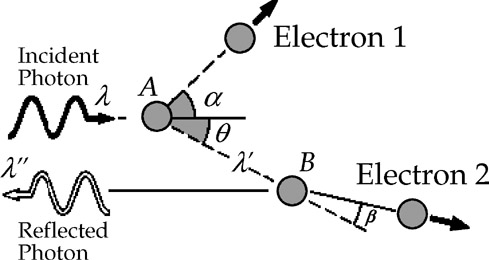 Electron 1
Incident
Photon
A
α
λ
θ
λ′
B
λ″
Electron 2
β
Reflected
Photon